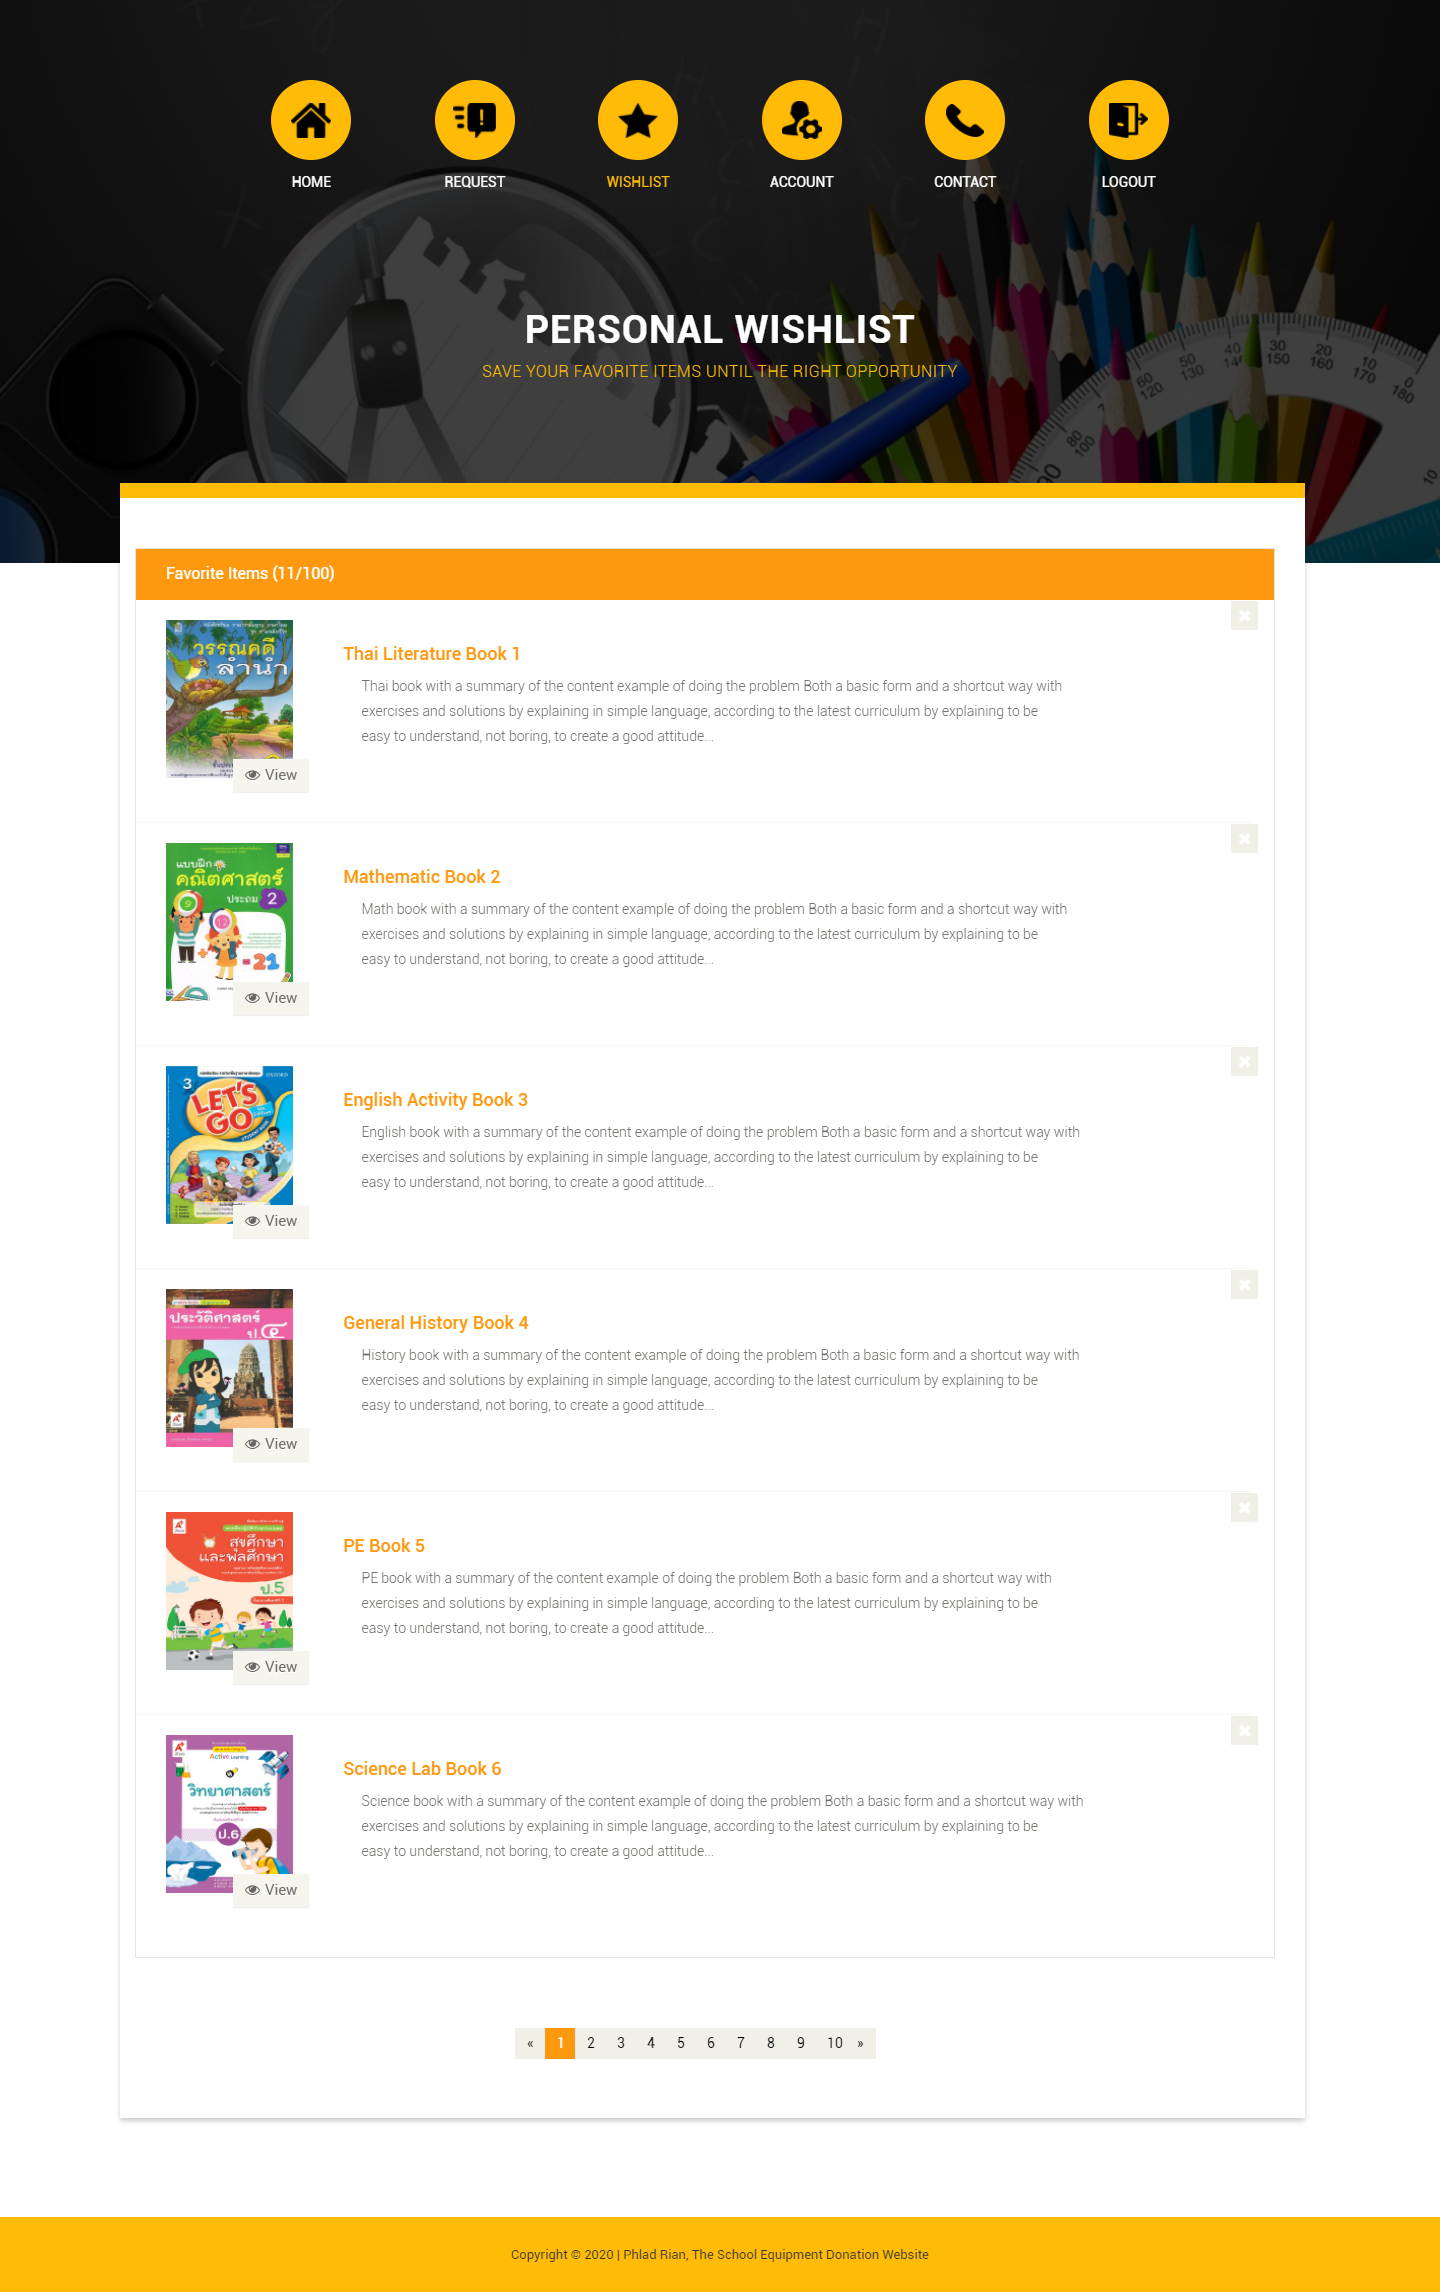 HOME
REQUEST
WISHLIST
ACCOUNT
CONTACT
LOGOUT
PERSONAL WISHLIST
SAVE YOUR FAVORITE ITEMS UNTIL THE RIGHT OPPORTUNITY
Favorite Items (11/100)
วรรณคดี
ลำนำ
View
Thai Literature Book 1
Thai book with a summary of the content example of doing the problem Both a basic form and a shortcut way with
exercises and solutions by explaining in simple language, according to the latest curriculum by explaining to be
easy to understand, not boring, to create a good attitude...
แบบฝึก
คณิตศาสตร์
ประถม 2
9
12
21
View
Mathematic Book 2
Math book with a summary of the content example of doing the problem Both a basic form and a shortcut way with
exercises and solutions by explaining in simple language, according to the latest curriculum by explaining to be
easy to understand, not boring, to create a good attitude...
3
LET'S
GO
View
English Activity Book 3
English book with a summary of the content example of doing the problem Both a basic form and a shortcut way with
exercises and solutions by explaining in simple language, according to the latest curriculum by explaining to be
easy to understand, not boring, to create a good attitude...
ประวัติศาสตร์
ป.๔
View
General History Book 4
History book with a summary of the content example of doing the problem Both a basic form and a shortcut way with
exercises and solutions by explaining in simple language, according to the latest curriculum by explaining to be
easy to understand, not boring, to create a good attitude...
สุขศึกษา
และพลศึกษา
ป.5
View
PE Book 5
PE book with a summary of the content example of doing the problem Both a basic form and a shortcut way with
exercises and solutions by explaining in simple language, according to the latest curriculum by explaining to be
easy to understand, not boring, to create a good attitude...
Active Learning
วิทยาศาสตร์
ป.6
View
Science Lab Book 6
Science book with a summary of the content example of doing the problem Both a basic form and a shortcut way with
exercises and solutions by explaining in simple language, according to the latest curriculum by explaining to be
easy to understand, not boring, to create a good attitude...
« 1 2 3 4 5 6 7 8 9 10 »
Copyright © 2020 | Phlad Rian, The School Equipment Donation Website